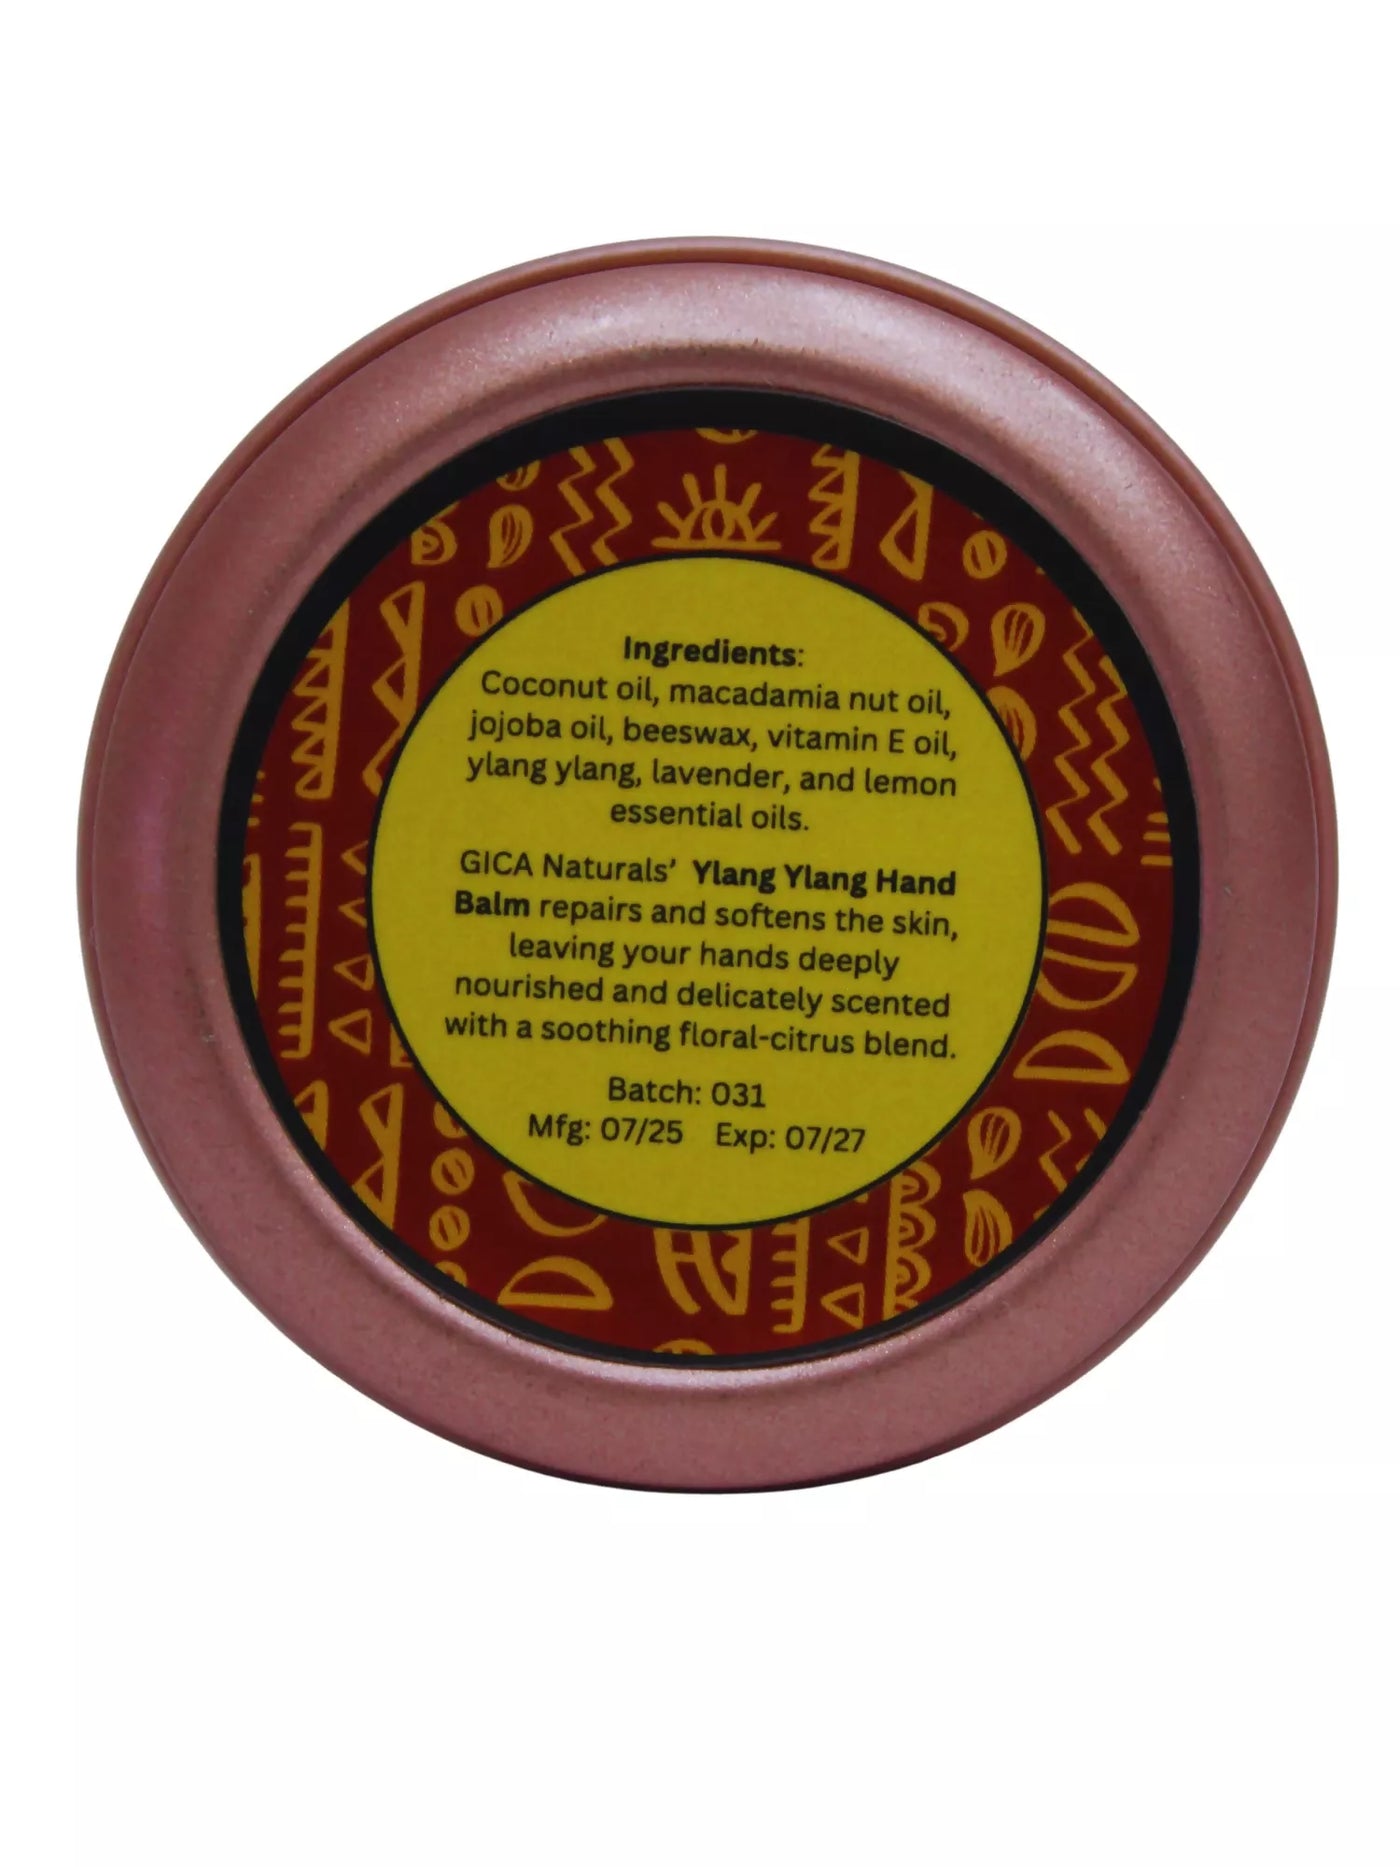 Ingredients:
Coconut oil, macadamia nut oil,
jojoba oil, beeswax, vitamin E oil,
ylang ylang, lavender, and lemon
essential oils.
GICA Naturals’ Ylang Ylang Hand
Balm repairs and softens the skin,
leaving your hands deeply
nourished and delicately scented
with a soothing floral-citrus blend.
Batch: 031
Mfg: 07/25 Exp: 07/27